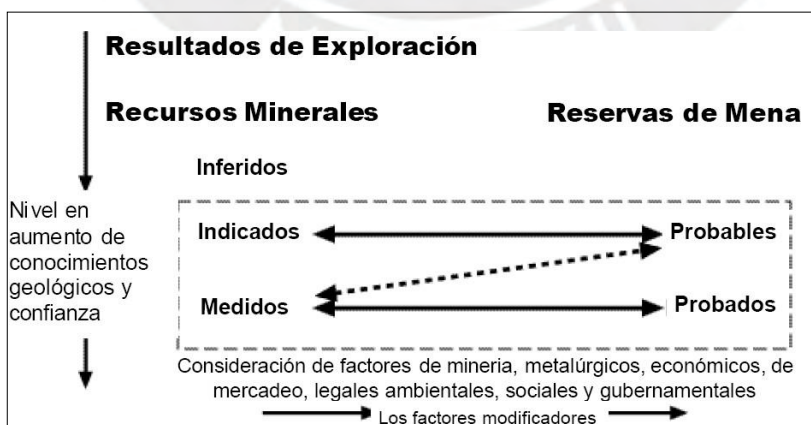 Resultados de Exploración
Recursos Minerales
Reservas de Mena
Inferidos
Nivel en
aumento de
conocimientos
geológicos y
confianza
Indicados
Probables
Medidos
Probados
Consideración de factores de mineria, metalúrgicos, económicos, de
mercadeo, legales ambientales, sociales y gubernamentales
Los factores modificadores